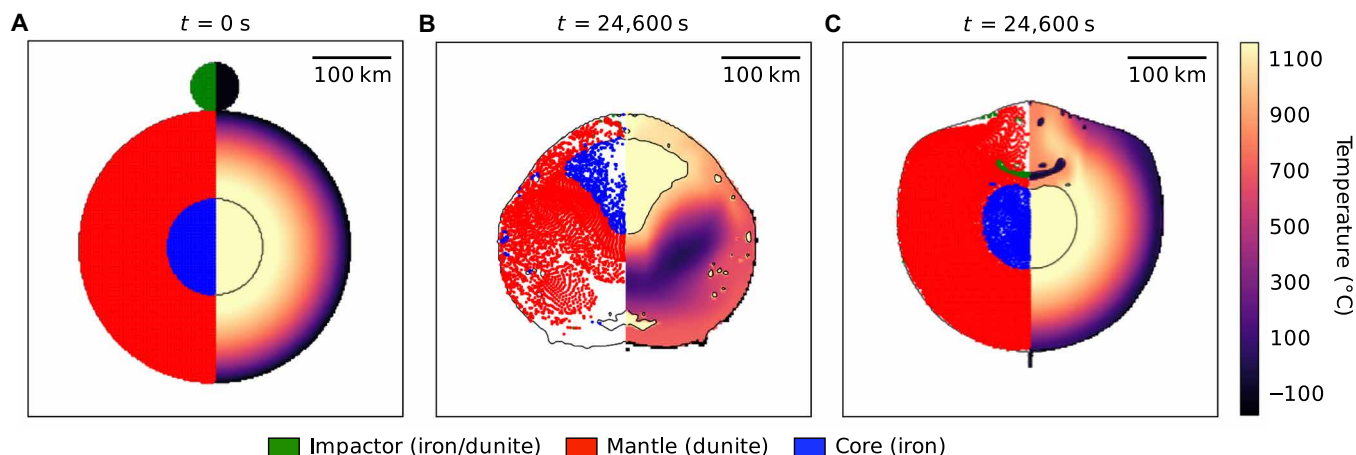 A
t = 0 s
100 km
B
t = 24,600 s
100 km
C
t = 24,600 s
100 km
1100
900
700
500
300
100
−100
Temperature (°C)
Impactor (iron/dunite)
Mantle (dunite)
Core (iron)